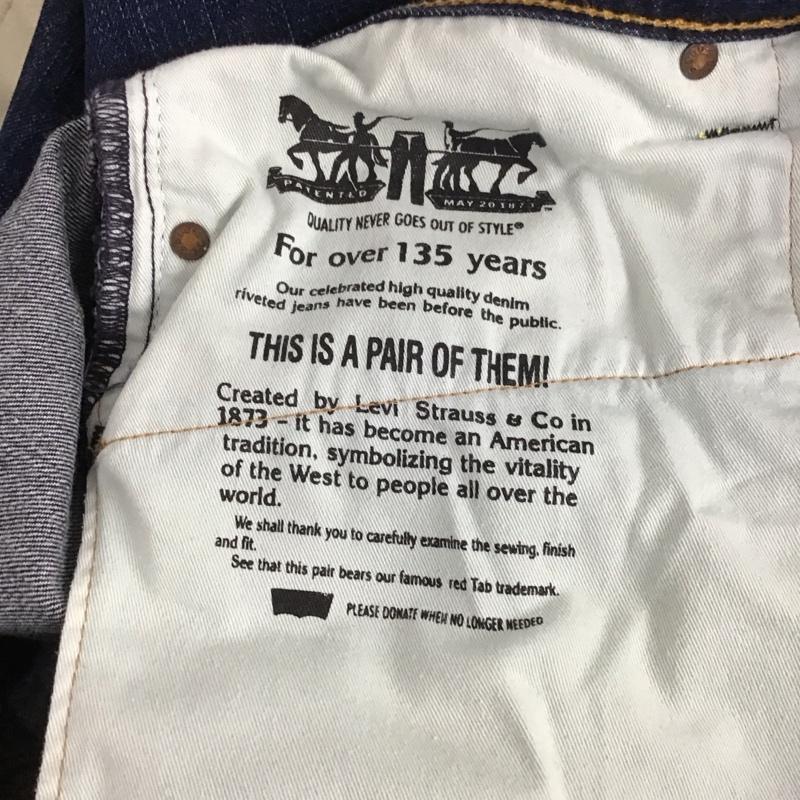 PATENTED
MAY 20 1873 ™
QUALITY NEVER GOES OUT OF STYLE®
For over 135 years
Our celebrated high quality denim
riveted jeans have been before the public.
THIS IS A PAIR OF THEM!
Created by Levi Strauss & Co in
1873 - it has become an American
tradition, symbolizing the vitality
of the West to people all over the
world.
We shall thank you to carefully examine the sewing, finish
and fit.
See that this pair bears our famous red Tab trademark.
PLEASE DONATE WHEN NO LONGER NEEDED